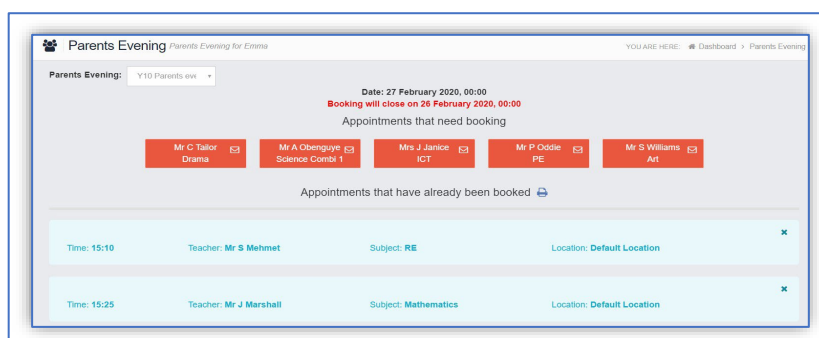 Parents Evening Parents Evening for Emma YOU ARE HERE: Dashboard > Parents Evening
Parents Evening: Y10 Parents eve
Date: 27 February 2020, 00:00
Booking will close on 26 February 2020, 00:00
Appointments that need booking
Mr C Tailor
Drama
Mr A Obenguye
Science Combi 1
Mrs J Janice
ICT
Mr P Oddie
PE
Mr S Williams
Art
Appointments that have already been booked
Time: 15:10 Teacher: Mr S Mehmet Subject: RE Location: Default Location
Time: 15:25 Teacher: Mr J Marshall Subject: Mathematics Location: Default Location